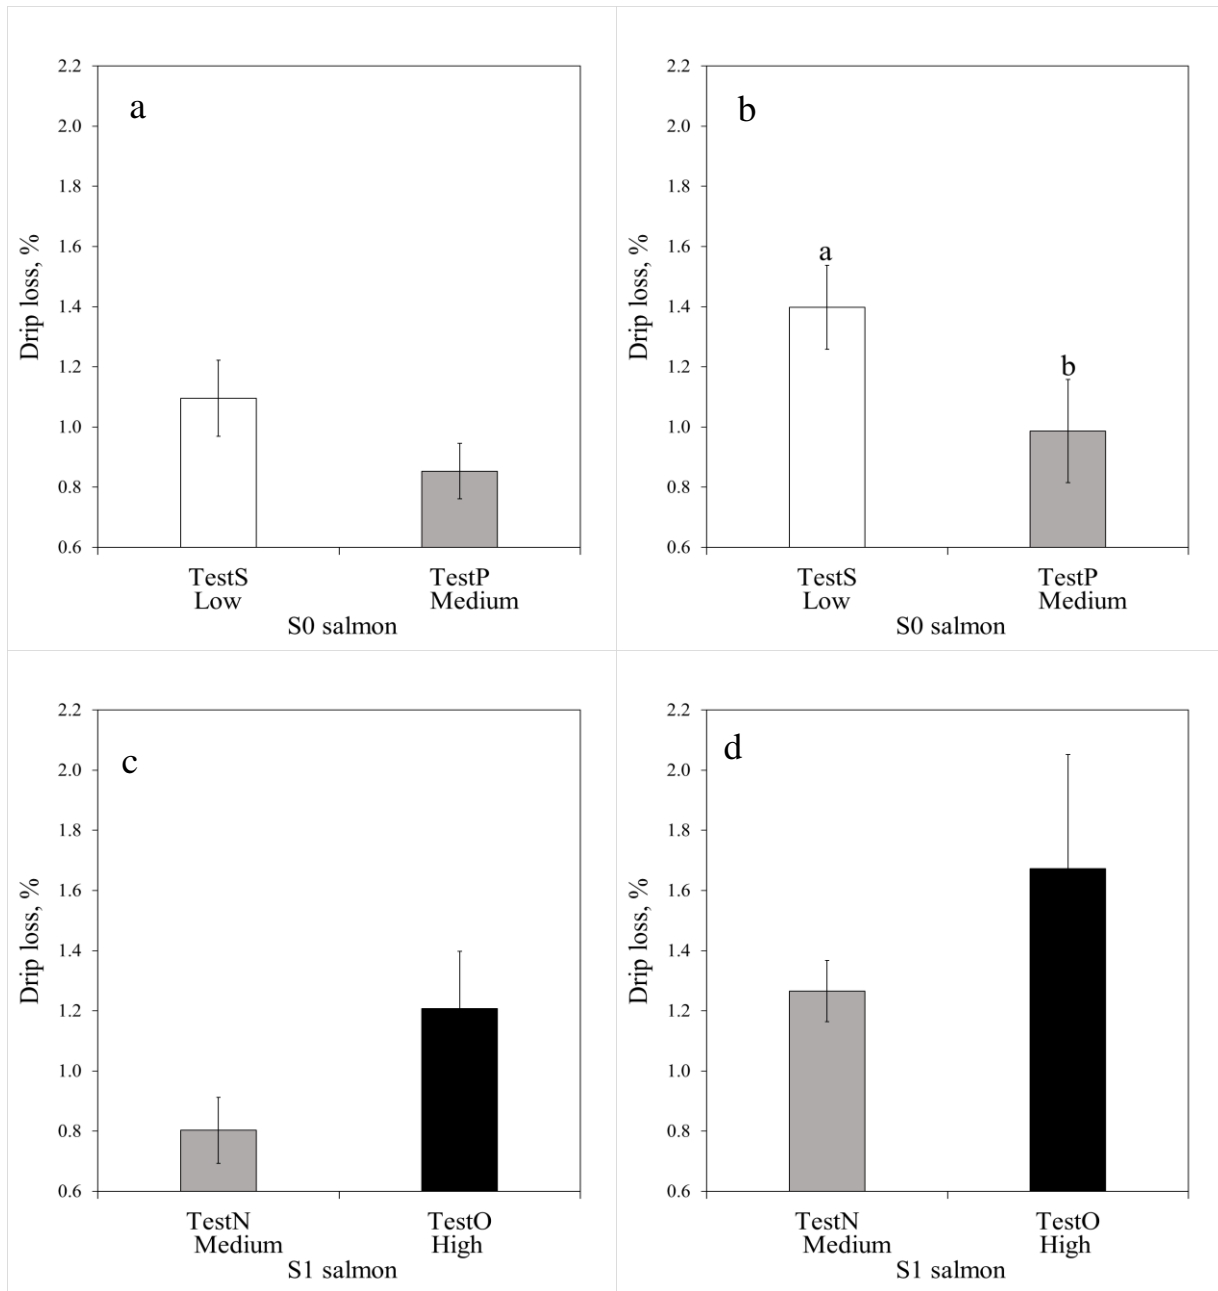 2.2
2.0
1.8
1.6
1.4
1.2
1.0
0.8
0.6
Drip loss, %
a
TestS
Low
TestP
Medium
S0 salmon
2.2
2.0
1.8
1.6
1.4
1.2
1.0
0.8
0.6
Drip loss, %
b
a
b
TestS
Low
TestP
Medium
S0 salmon
2.2
2.0
1.8
1.6
1.4
1.2
1.0
0.8
0.6
Drip loss, %
c
TestN
Medium
TestO
High
S1 salmon
2.2
2.0
1.8
1.6
1.4
1.2
1.0
0.8
0.6
Drip loss, %
d
TestN
Medium
TestO
High
S1 salmon